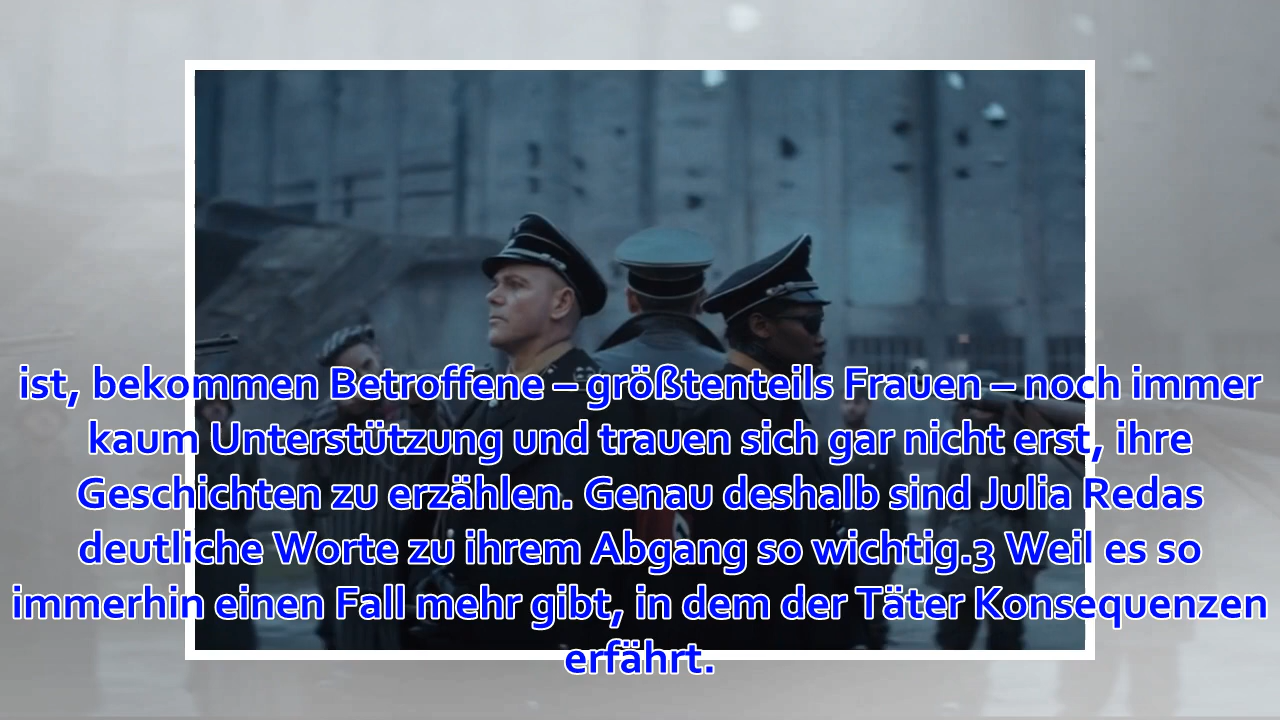 ist, bekommen Betroffene – größtenteils Frauen – noch immer
kaum Unterstützung und trauen sich gar nicht erst, ihre
Geschichten zu erzählen. Genau deshalb sind Julia Redas
deutliche Worte zu ihrem Abgang so wichtig.3 Weil es so
immerhin einen Fall mehr gibt, in dem der Täter Konsequenzen
erfährt.